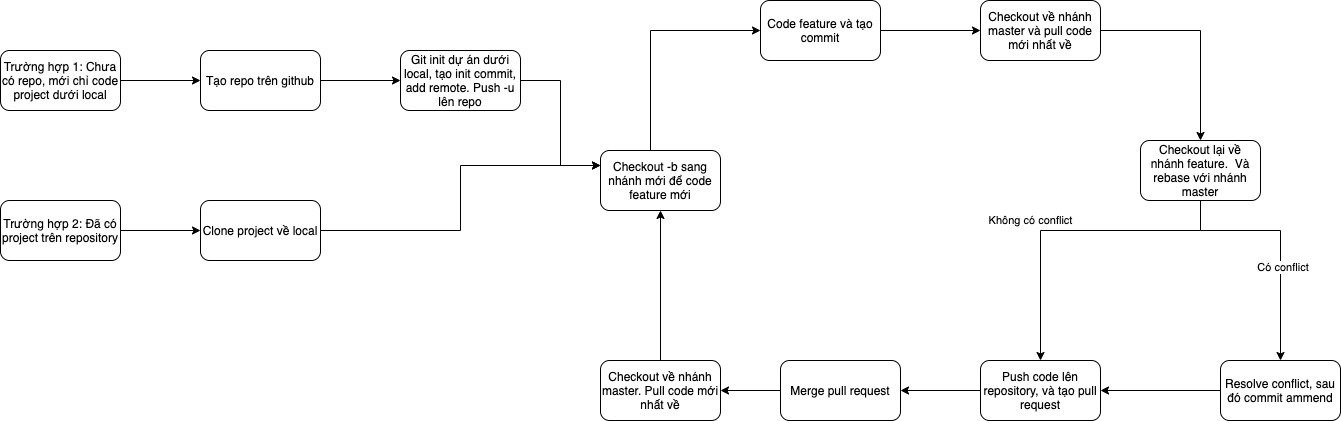 Code feature và tạo
commit
Checkout về nhánh
master và pull code
mới nhất về
Trường hợp 1: Chưa
có repo, mới chỉ code
project dưới local
Tạo repo trên github
Git init dự án dưới
local, tạo init commit,
add remote. Push -u
lên repo
Checkout -b sang
nhánh mới để code
feature mới
Checkout lại về
nhánh feature. Và
rebase với nhánh
master
Trường hợp 2: Đã có
project trên repository
Clone project về local
Không có conflict
Có conflict
Checkout về nhánh
master. Pull code mới
nhất về
Merge pull request
Push code lên
repository, và tạo pull
request
Resolve conflict, sau
đó commit ammend